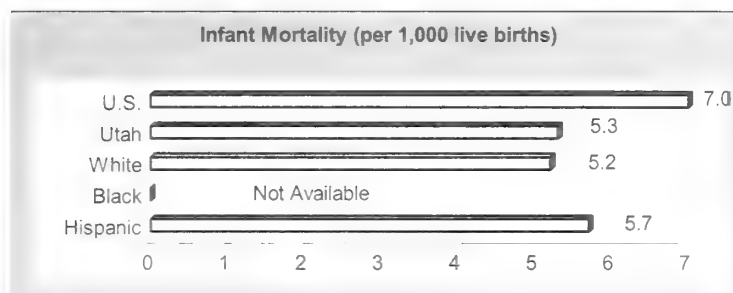 Infant Mortality (per 1,000 live births)
U.S. 7.0
Utah 5.3
White 5.2
Black Not Available
Hispanic 5.7
0 1 2 3 4 5 6 7